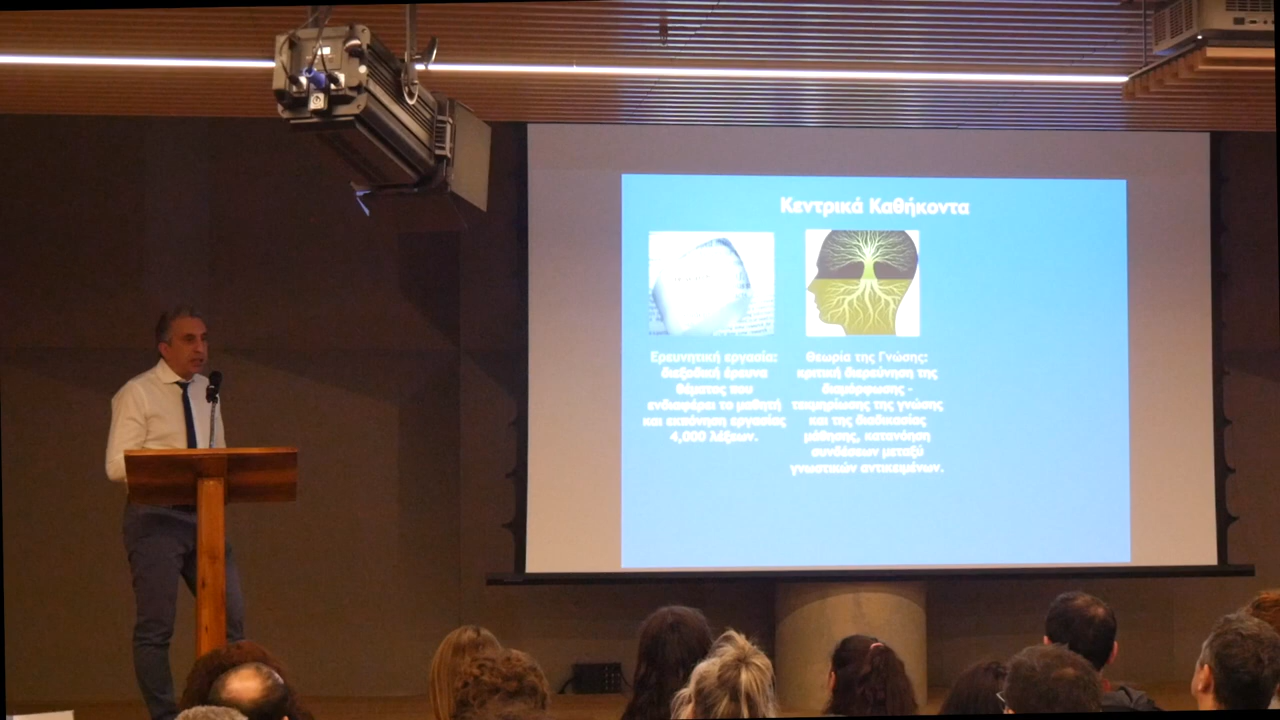 Κεντρικά Καθήκοντα
Ερευνητική εργασία:
διεξοδική έρευνα
θέματος που
ενδιαφέρει το μαθητή
και εκπόνηση εργασίας
4,000 λέξεων.
Θεωρία της Γνώσης:
κριτική διερεύνηση της
διαμόρφωσης -
τεκμηρίωσης της γνώσης
και της διαδικασίας
μάθησης, κατανόηση
συνδέσεων μεταξύ
γνωστικών αντικειμένων.